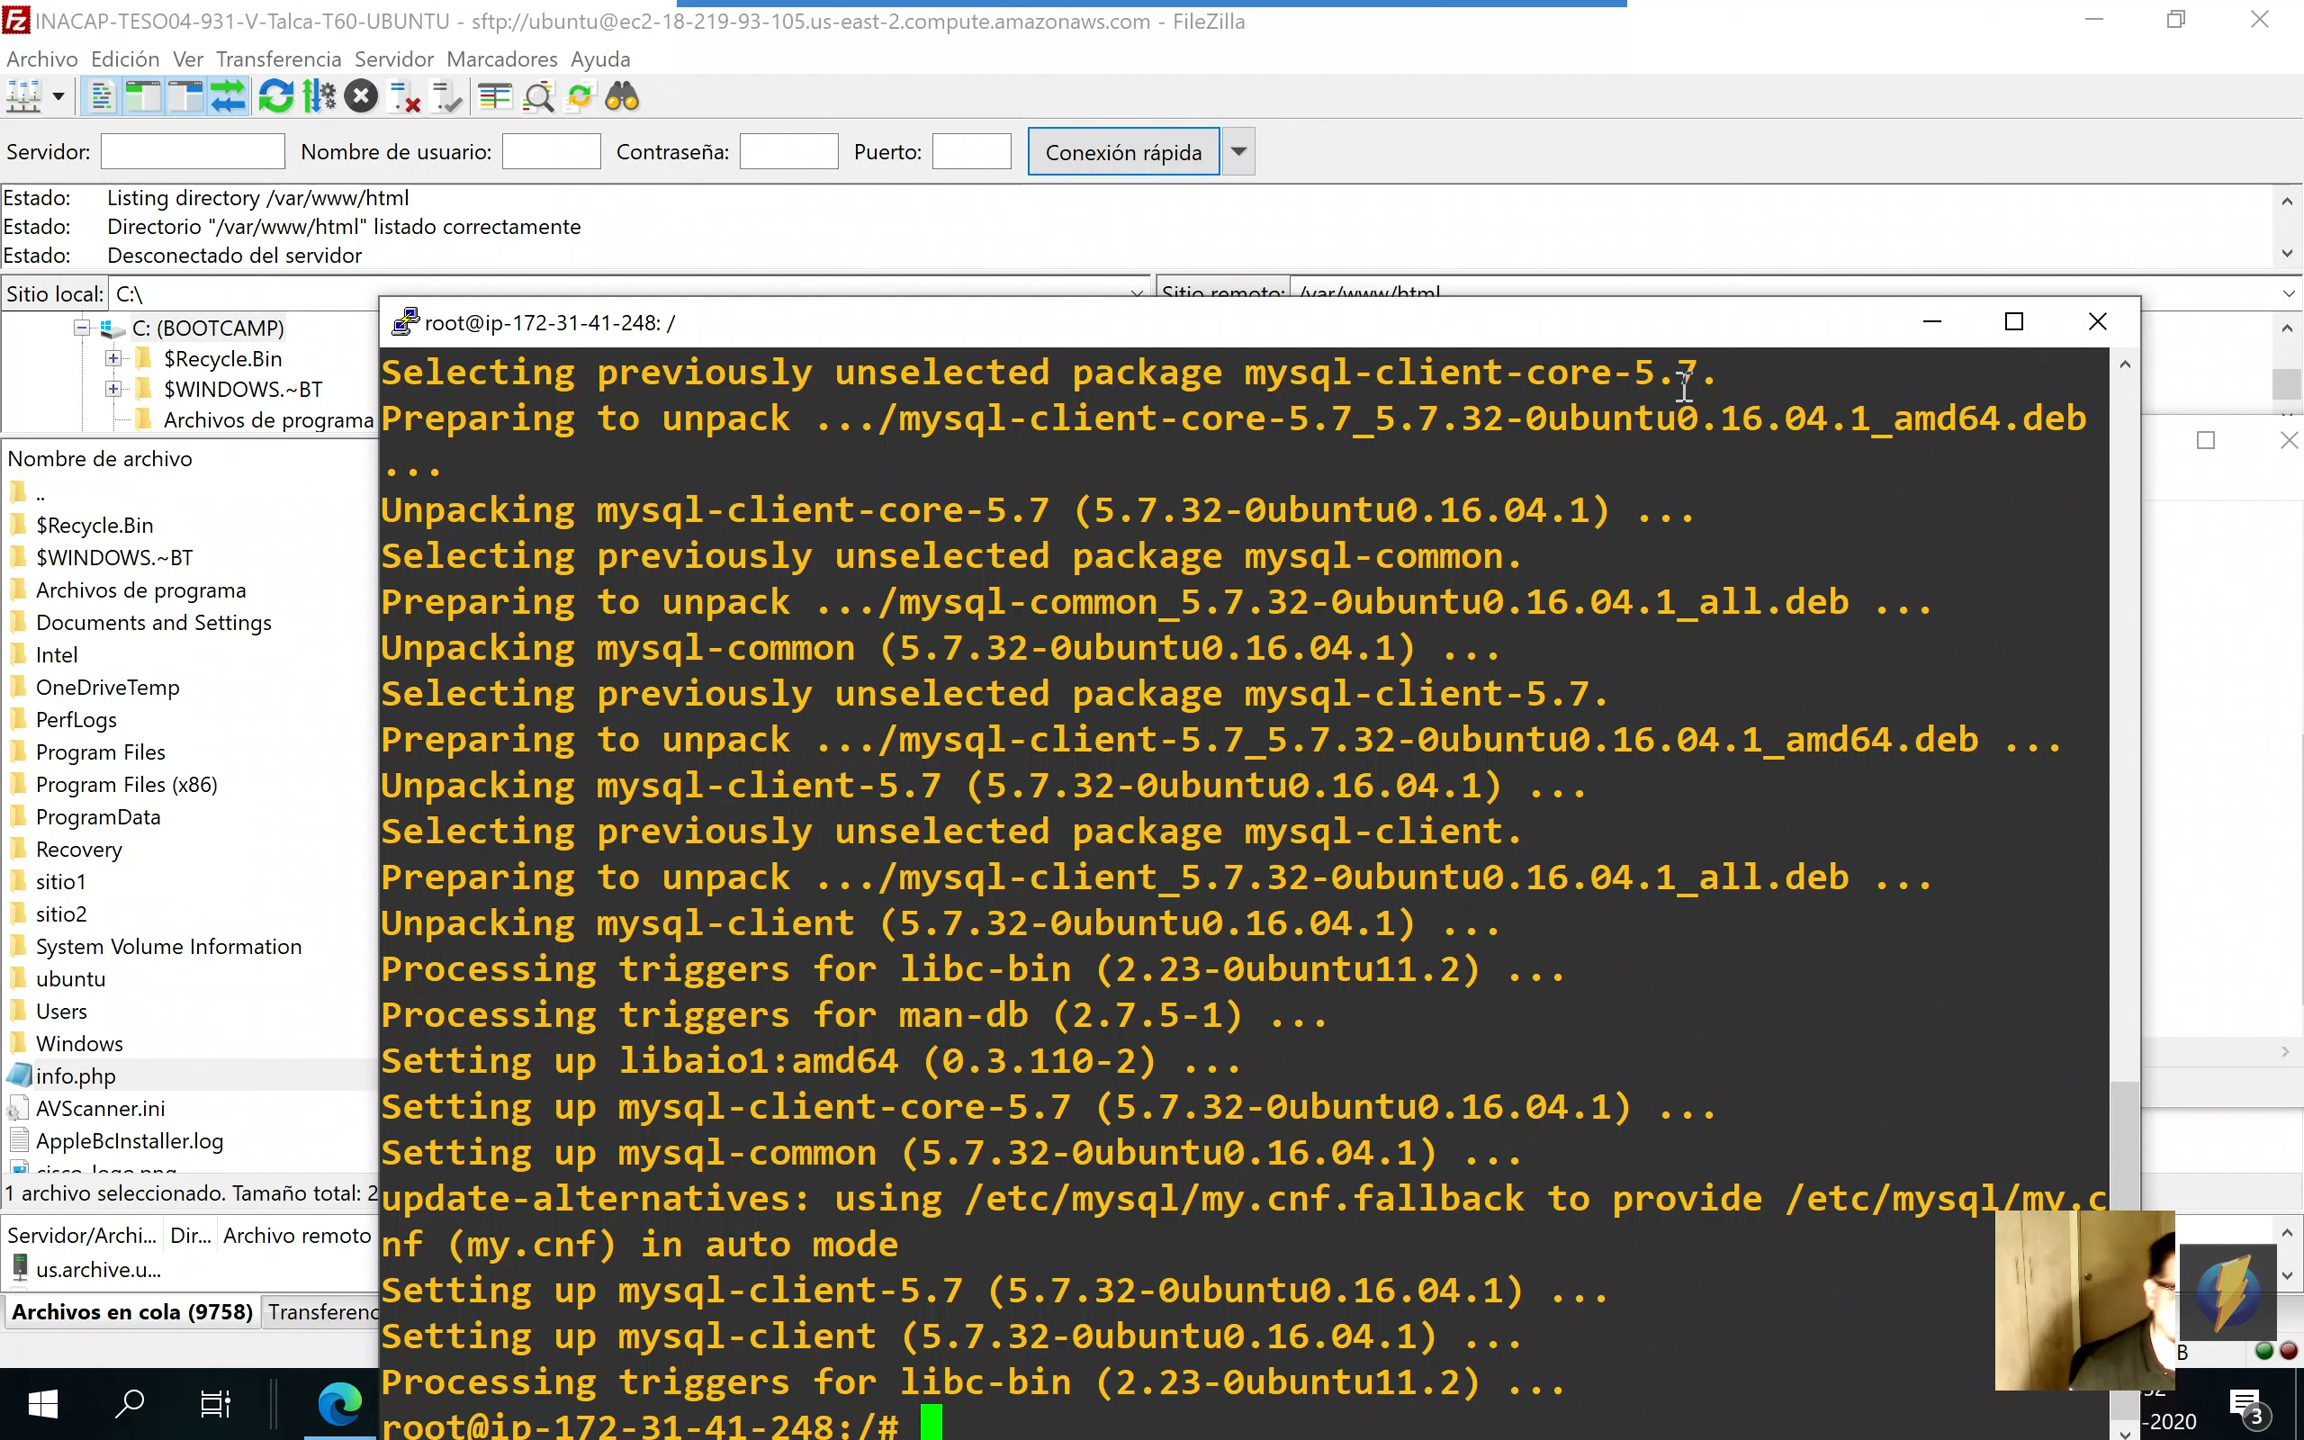 INACAP-TESO04-931-V-Talca-T60-UBUNTU - sftp://ubuntu@ec2-18-219-93-105.us-east-2.compute.amazonaws.com - FileZilla
Archivo Edición Ver Transferencia Servidor Marcadores Ayuda
Servidor: Nombre de usuario: Contraseña: Puerto: Conexión rápida
Estado: Listing directory /var/www/html
Estado: Directorio "/var/www/html" listado correctamente
Estado: Desconectado del servidor
Sitio local: C:\ Sitio remoto: /var/www/html
C: (BOOTCAMP)
$Recycle.Bin
$WINDOWS.~BT
Archivos de programa
Nombre de archivo
..
$Recycle.Bin
$WINDOWS.~BT
Archivos de programa
Documents and Settings
Intel
OneDriveTemp
PerfLogs
Program Files
Program Files (x86)
ProgramData
Recovery
sitio1
sitio2
System Volume Information
ubuntu
Users
Windows
info.php
AVScanner.ini
AppleBcInstaller.log
cisco-logo.png
1 archivo seleccionado. Tamaño total: 2
Servidor/Archi... Dir... Archivo remoto
us.archive.u...
Archivos en cola (9758) Transferenc
root@ip-172-31-41-248: /
Selecting previously unselected package mysql-client-core-5.7.
Preparing to unpack .../mysql-client-core-5.7_5.7.32-0ubuntu0.16.04.1_amd64.deb
...
Unpacking mysql-client-core-5.7 (5.7.32-0ubuntu0.16.04.1) ...
Selecting previously unselected package mysql-common.
Preparing to unpack .../mysql-common_5.7.32-0ubuntu0.16.04.1_all.deb ...
Unpacking mysql-common (5.7.32-0ubuntu0.16.04.1) ...
Selecting previously unselected package mysql-client-5.7.
Preparing to unpack .../mysql-client-5.7_5.7.32-0ubuntu0.16.04.1_amd64.deb ...
Unpacking mysql-client-5.7 (5.7.32-0ubuntu0.16.04.1) ...
Selecting previously unselected package mysql-client.
Preparing to unpack .../mysql-client_5.7.32-0ubuntu0.16.04.1_all.deb ...
Unpacking mysql-client (5.7.32-0ubuntu0.16.04.1) ...
Processing triggers for libc-bin (2.23-0ubuntu11.2) ...
Processing triggers for man-db (2.7.5-1) ...
Setting up libaio1:amd64 (0.3.110-2) ...
Setting up mysql-client-core-5.7 (5.7.32-0ubuntu0.16.04.1) ...
Setting up mysql-common (5.7.32-0ubuntu0.16.04.1) ...
update-alternatives: using /etc/mysql/my.cnf.fallback to provide /etc/mysql/my.c
nf (my.cnf) in auto mode
Setting up mysql-client-5.7 (5.7.32-0ubuntu0.16.04.1) ...
Setting up mysql-client (5.7.32-0ubuntu0.16.04.1) ...
Processing triggers for libc-bin (2.23-0ubuntu11.2) ...
root@ip-172-31-41-248:/#
B
-2020
3